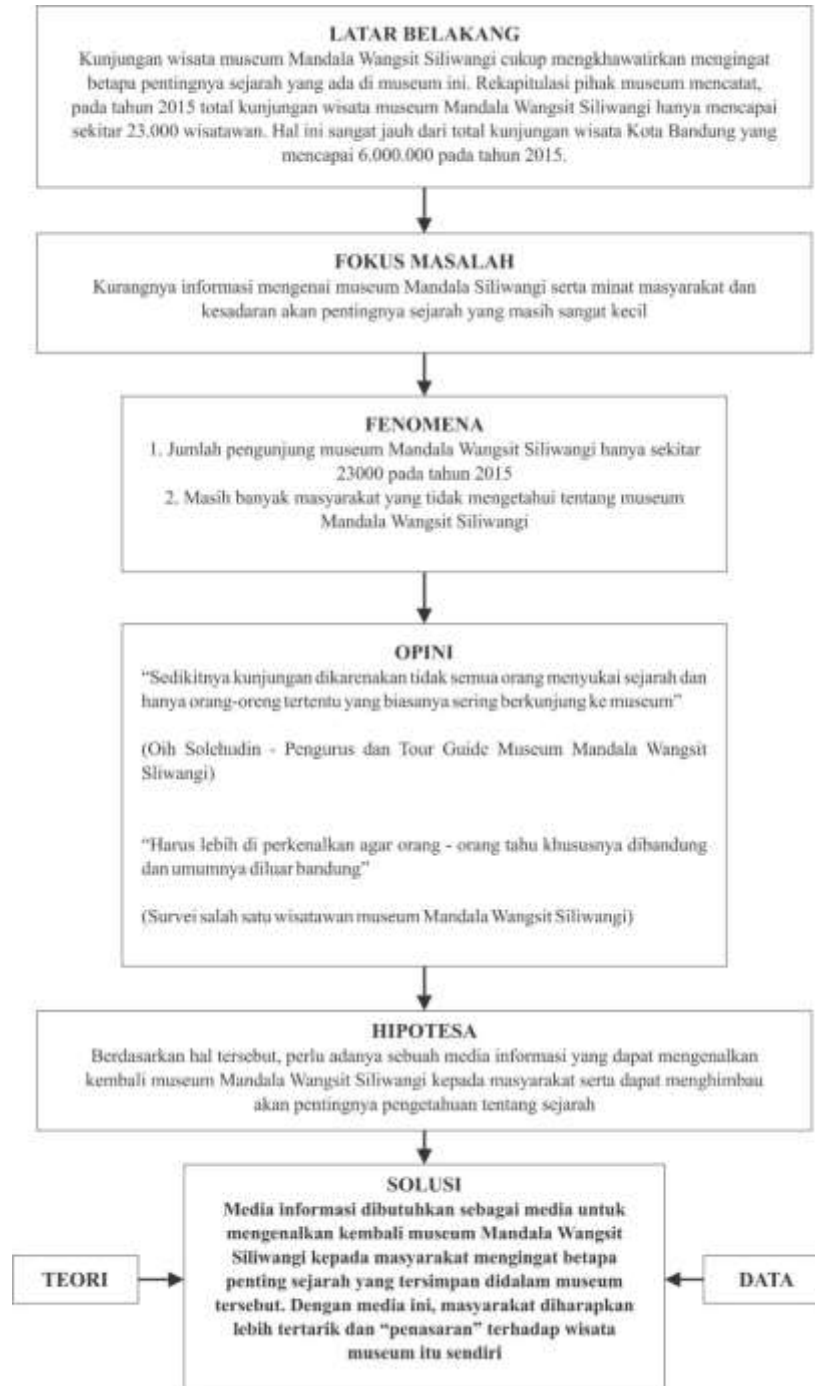 LATAR BELAKANG
Kunjungan wisata museum Mandala Wangsit Siliwangi cukup mengkhawatirkan mengingat
betapa pentingnya sejarah yang ada di museum ini. Rekapitulasi pihak museum mencatat,
pada tahun 2015 total kunjungan wisata museum Mandala Wangsit Siliwangi hanya mencapai
sekitar 23.000 wisatawan. Hal ini sangat jauh dari total kunjungan wisata Kota Bandung yang
mencapai 6.000.000 pada tahun 2015.
FOKUS MASALAH
Kurangnya informasi mengenai museum Mandala Siliwangi serta minat masyarakat dan
kesadaran akan pentingnya sejarah yang masih sangat kecil
FENOMENA
1. Jumlah pengunjung museum Mandala Wangsit Siliwangi hanya sekitar
23000 pada tahun 2015
2. Masih banyak masyarakat yang tidak mengetahui tentang museum
Mandala Wangsit Siliwangi
OPINI
“Sedikitnya kunjungan dikarenakan tidak semua orang menyukai sejarah dan
hanya orang-oreng tertentu yang biasanya sering berkunjung ke museum”
(Oih Solehudin - Pengurus dan Tour Guide Museum Mandala Wangsit
Sliwangi)
“Harus lebih di perkenalkan agar orang - orang tahu khususnya dibandung
dan umumnya diluar bandung”
(Survei salah satu wisatawan museum Mandala Wangsit Siliwangi)
HIPOTESA
Berdasarkan hal tersebut, perlu adanya sebuah media informasi yang dapat mengenalkan
kembali museum Mandala Wangsit Siliwangi kepada masyarakat serta dapat menghimbau
akan pentingnya pengetahuan tentang sejarah
SOLUSI
Media informasi dibutuhkan sebagai media untuk
mengenalkan kembali museum Mandala Wangsit
Siliwangi kepada masyarakat mengingat betapa
penting sejarah yang tersimpan didalam museum
tersebut. Dengan media ini, masyarakat diharapkan
lebih tertarik dan “penasaran” terhadap wisata
museum itu sendiri
TEORI
DATA